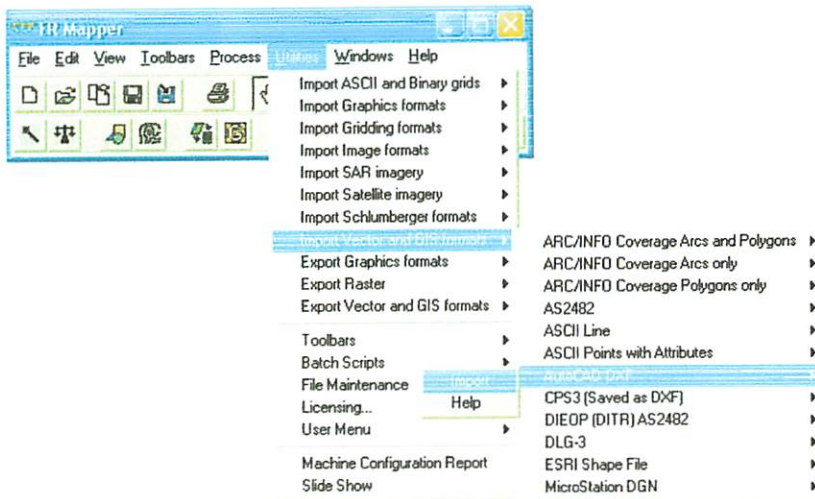 ER Mapper
File Edit View Toolbars Process Utilities Windows Help
Import ASCII and Binary grids
Import Graphics formats
Import Gridding formats
Import Image formats
Import SAR imagery
Import Satellite imagery
Import Schlumberger formats
Import Vector and GIS formats
Export Graphics formats
Export Raster
Export Vector and GIS formats
Toolbars
Batch Scripts
File Maintenance
Licensing...
User Menu
Machine Configuration Report
Slide Show
ARC/INFO Coverage Arcs and Polygons
ARC/INFO Coverage Arcs only
ARC/INFO Coverage Polygons only
AS2482
ASCII Line
ASCII Points with Attributes
AutoCAD DXF
CPS3 (Saved as DXF)
DIEOP (DITR) AS2482
DLG-3
ESRI Shape File
MicroStation DGN
Import
Help